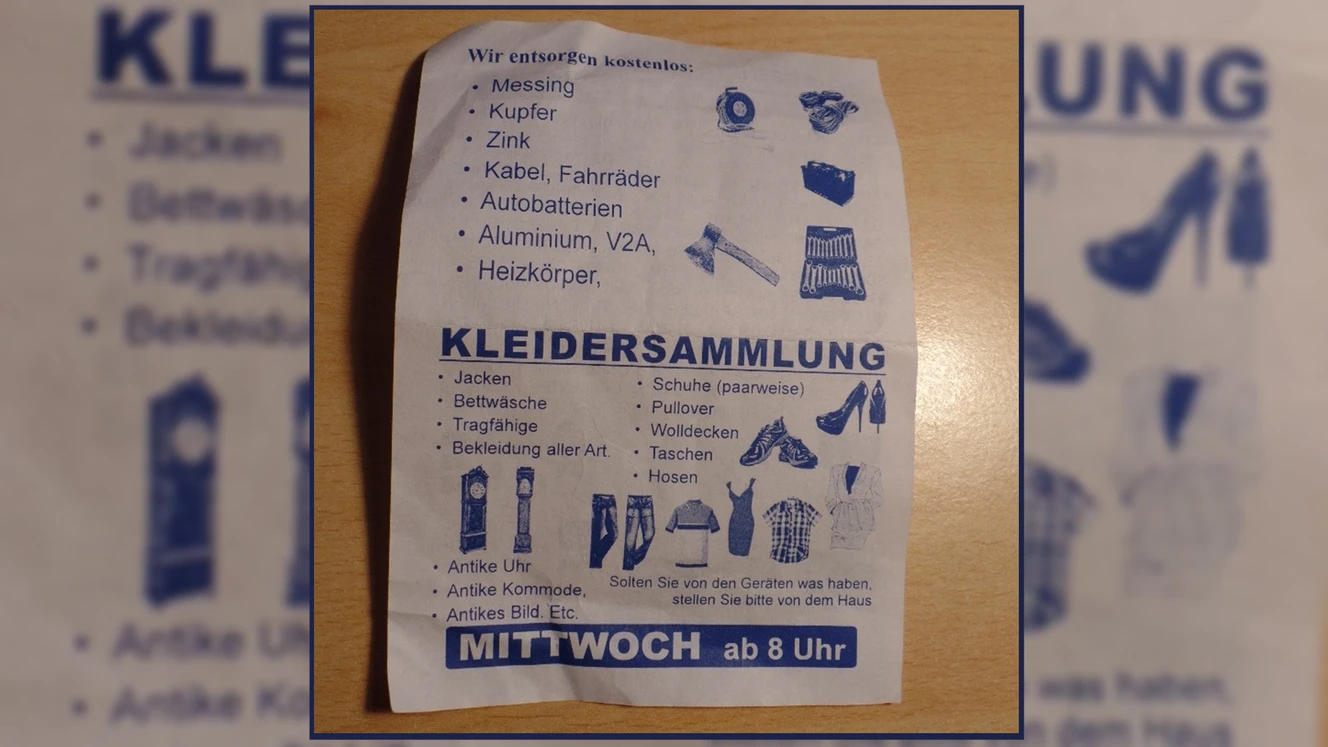 Wir entsorgen kostenlos:
• Messing
• Kupfer
• Zink
• Kabel, Fahrräder
• Autobatterien
• Aluminium, V2A,
• Heizkörper,
KLEIDERSAMMLUNG
• Jacken
• Bettwäsche
• Tragfähige
• Bekleidung aller Art.
• Schuhe (paarweise)
• Pullover
• Wolldecken
• Taschen
• Hosen
• Antike Uhr
• Antike Kommode,
• Antikes Bild. Etc.
Solten Sie von den Geräten was haben,
stellen Sie bitte von dem Haus
MITTWOCH ab 8 Uhr